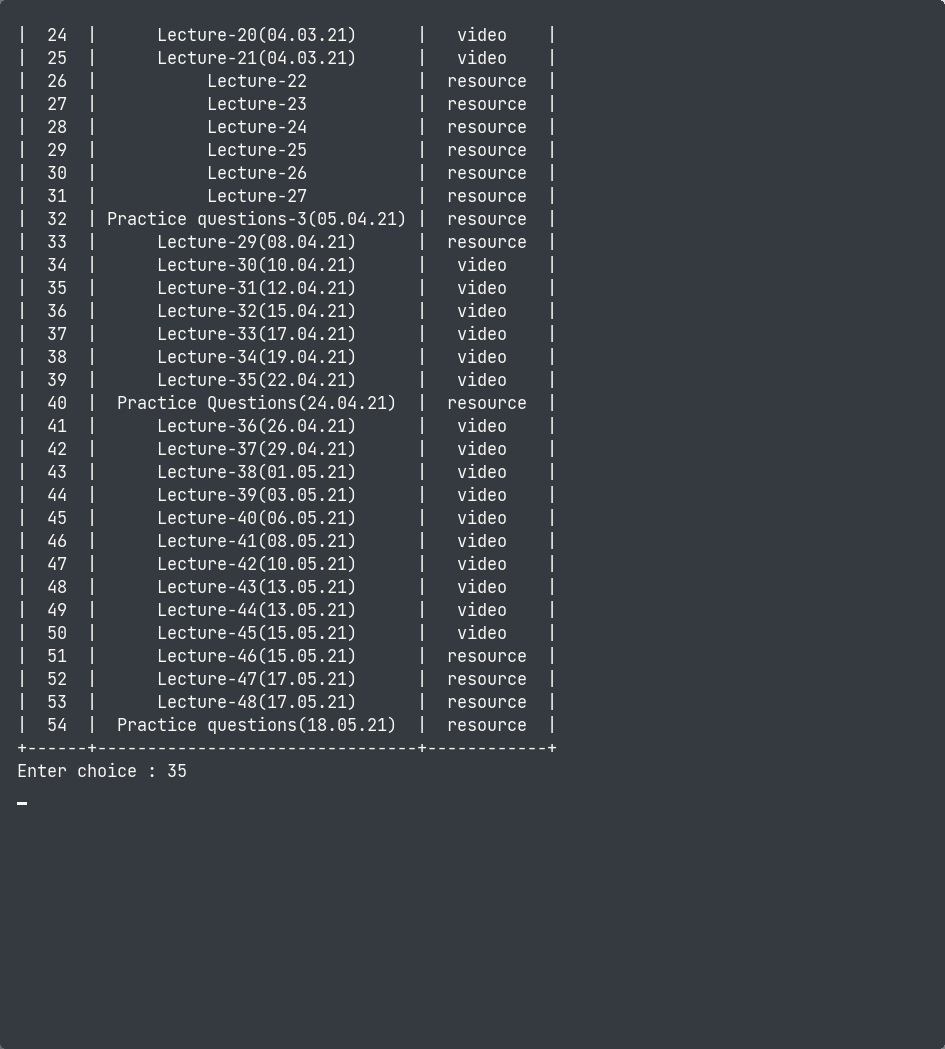 |  24  |      Lecture-20(04.03.21)      |   video    |
|  25  |      Lecture-21(04.03.21)      |   video    |
|  26  |           Lecture-22           |  resource  |
|  27  |           Lecture-23           |  resource  |
|  28  |           Lecture-24           |  resource  |
|  29  |           Lecture-25           |  resource  |
|  30  |           Lecture-26           |  resource  |
|  31  |           Lecture-27           |  resource  |
|  32  | Practice questions-3(05.04.21) |  resource  |
|  33  |      Lecture-29(08.04.21)      |  resource  |
|  34  |      Lecture-30(10.04.21)      |   video    |
|  35  |      Lecture-31(12.04.21)      |   video    |
|  36  |      Lecture-32(15.04.21)      |   video    |
|  37  |      Lecture-33(17.04.21)      |   video    |
|  38  |      Lecture-34(19.04.21)      |   video    |
|  39  |      Lecture-35(22.04.21)      |   video    |
|  40  |  Practice Questions(24.04.21)  |  resource  |
|  41  |      Lecture-36(26.04.21)      |   video    |
|  42  |      Lecture-37(29.04.21)      |   video    |
|  43  |      Lecture-38(01.05.21)      |   video    |
|  44  |      Lecture-39(03.05.21)      |   video    |
|  45  |      Lecture-40(06.05.21)      |   video    |
|  46  |      Lecture-41(08.05.21)      |   video    |
|  47  |      Lecture-42(10.05.21)      |   video    |
|  48  |      Lecture-43(13.05.21)      |   video    |
|  49  |      Lecture-44(13.05.21)      |   video    |
|  50  |      Lecture-45(15.05.21)      |   video    |
|  51  |      Lecture-46(15.05.21)      |  resource  |
|  52  |      Lecture-47(17.05.21)      |  resource  |
|  53  |      Lecture-48(17.05.21)      |  resource  |
|  54  |  Practice questions(18.05.21)  |  resource  |
+------+--------------------------------+------------+
Enter choice : 35